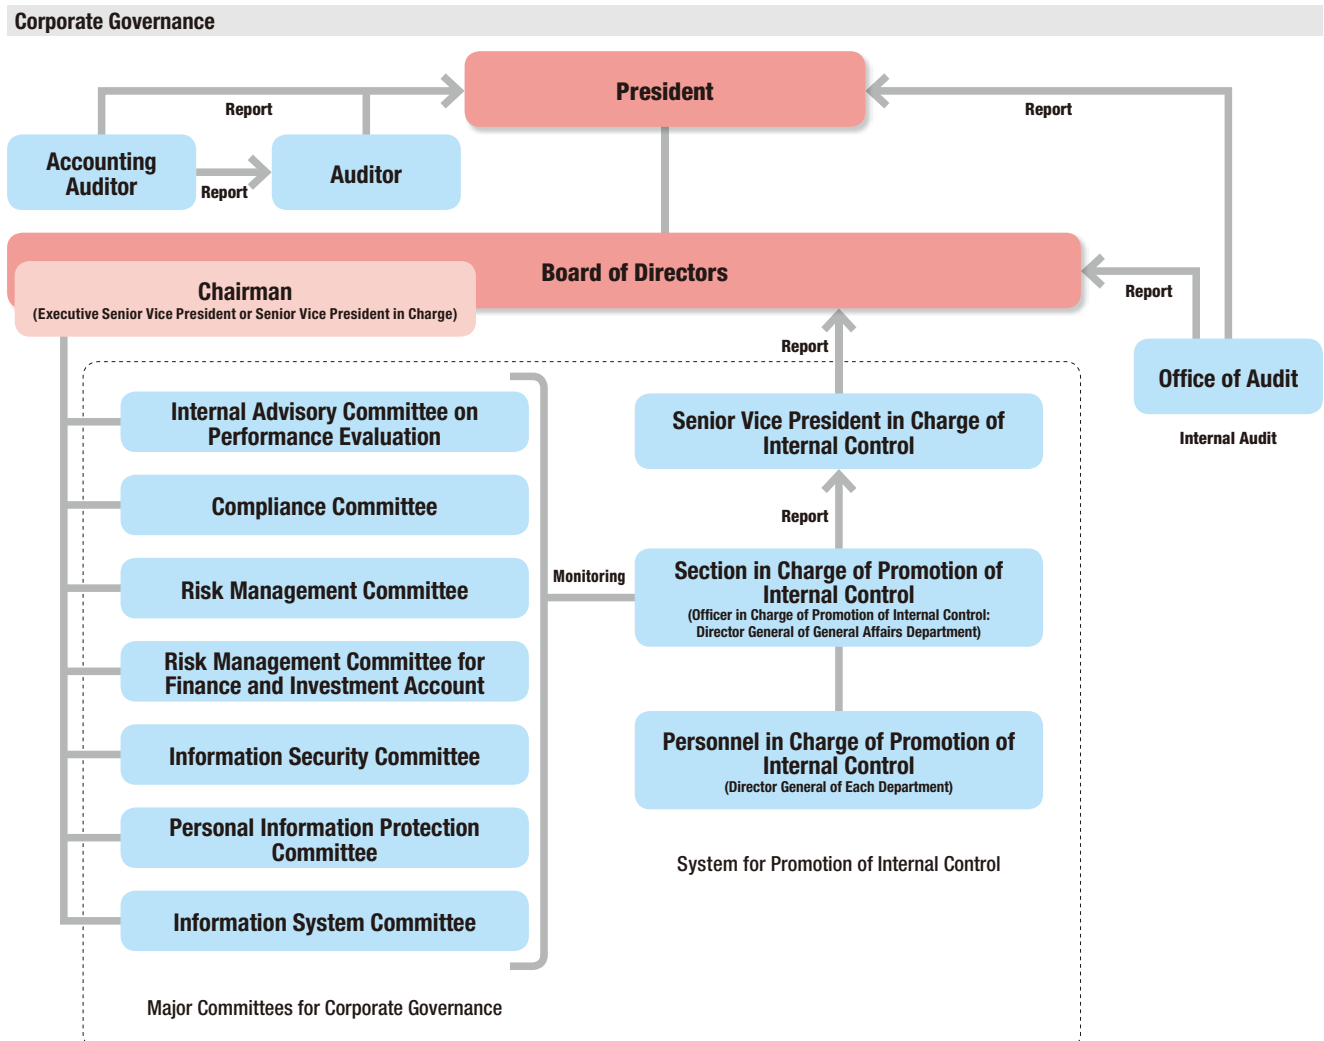 Corporate Governance
President
Report
Report
Accounting
Auditor
Report
Auditor
Board of Directors
Chairman
(Executive Senior Vice President or Senior Vice President in Charge)
Report
Report
Office of Audit
Internal Audit
Internal Advisory Committee on
Performance Evaluation
Compliance Committee
Risk Management Committee
Risk Management Committee for
Finance and Investment Account
Information Security Committee
Personal Information Protection
Committee
Information System Committee
Major Committees for Corporate Governance
Monitoring
Senior Vice President in Charge of
Internal Control
Report
Section in Charge of Promotion of
Internal Control
(Officer in Charge of Promotion of Internal Control:
Director General of General Affairs Department)
Personnel in Charge of Promotion of
Internal Control
(Director General of Each Department)
System for Promotion of Internal Control